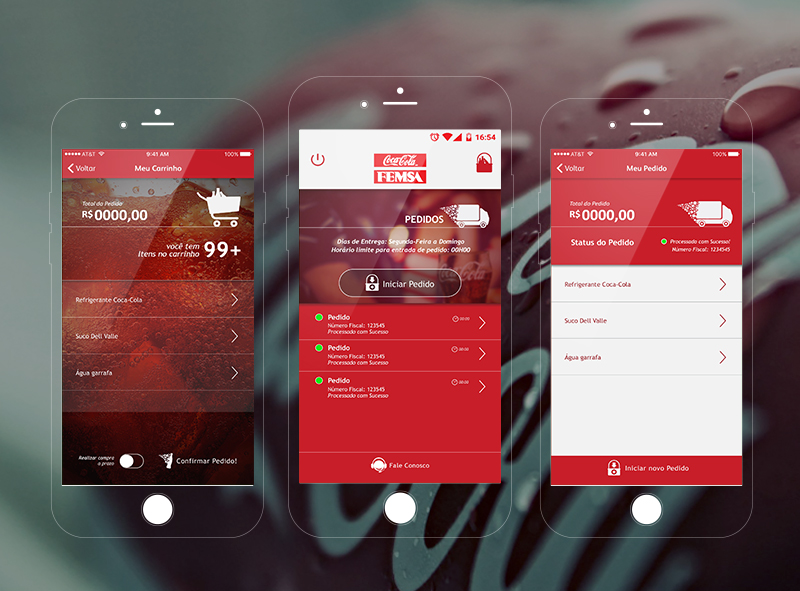 ●●●●● AT&T 9:41 AM 100%
Voltar Meu Carrinho
Total do Pedido
R$ 0000,00
você tem
Itens no carrinho 99+
Refrigerante Coca-Cola
Suco Dell Valle
Água garrafa
Realizar compra
a prazo
Confirmar Pedido!
16:54
Coca-Cola
FEMSA
PEDIDOS
Dias de Entrega: Segunda-Feira a Domingo
Horário limite para entrada de pedido: 00H00
Coca-Cola
Iniciar Pedido
Pedido 00:00
Número Fiscal: 123545
Processado com Sucesso
Pedido 00:00
Número Fiscal: 123545
Processado com Sucesso
Pedido 00:00
Número Fiscal: 123545
Processado com Sucesso
Fale Conosco
●●●●● AT&T 9:41 AM 100%
Voltar Meu Pedido
Total do Pedido
R$ 0000,00
Status do Pedido
Processado com Sucesso!
Número Fiscal: 1234545
Refrigerante Coca-Cola
Suco Dell Valle
Água garrafa
Iniciar novo Pedido